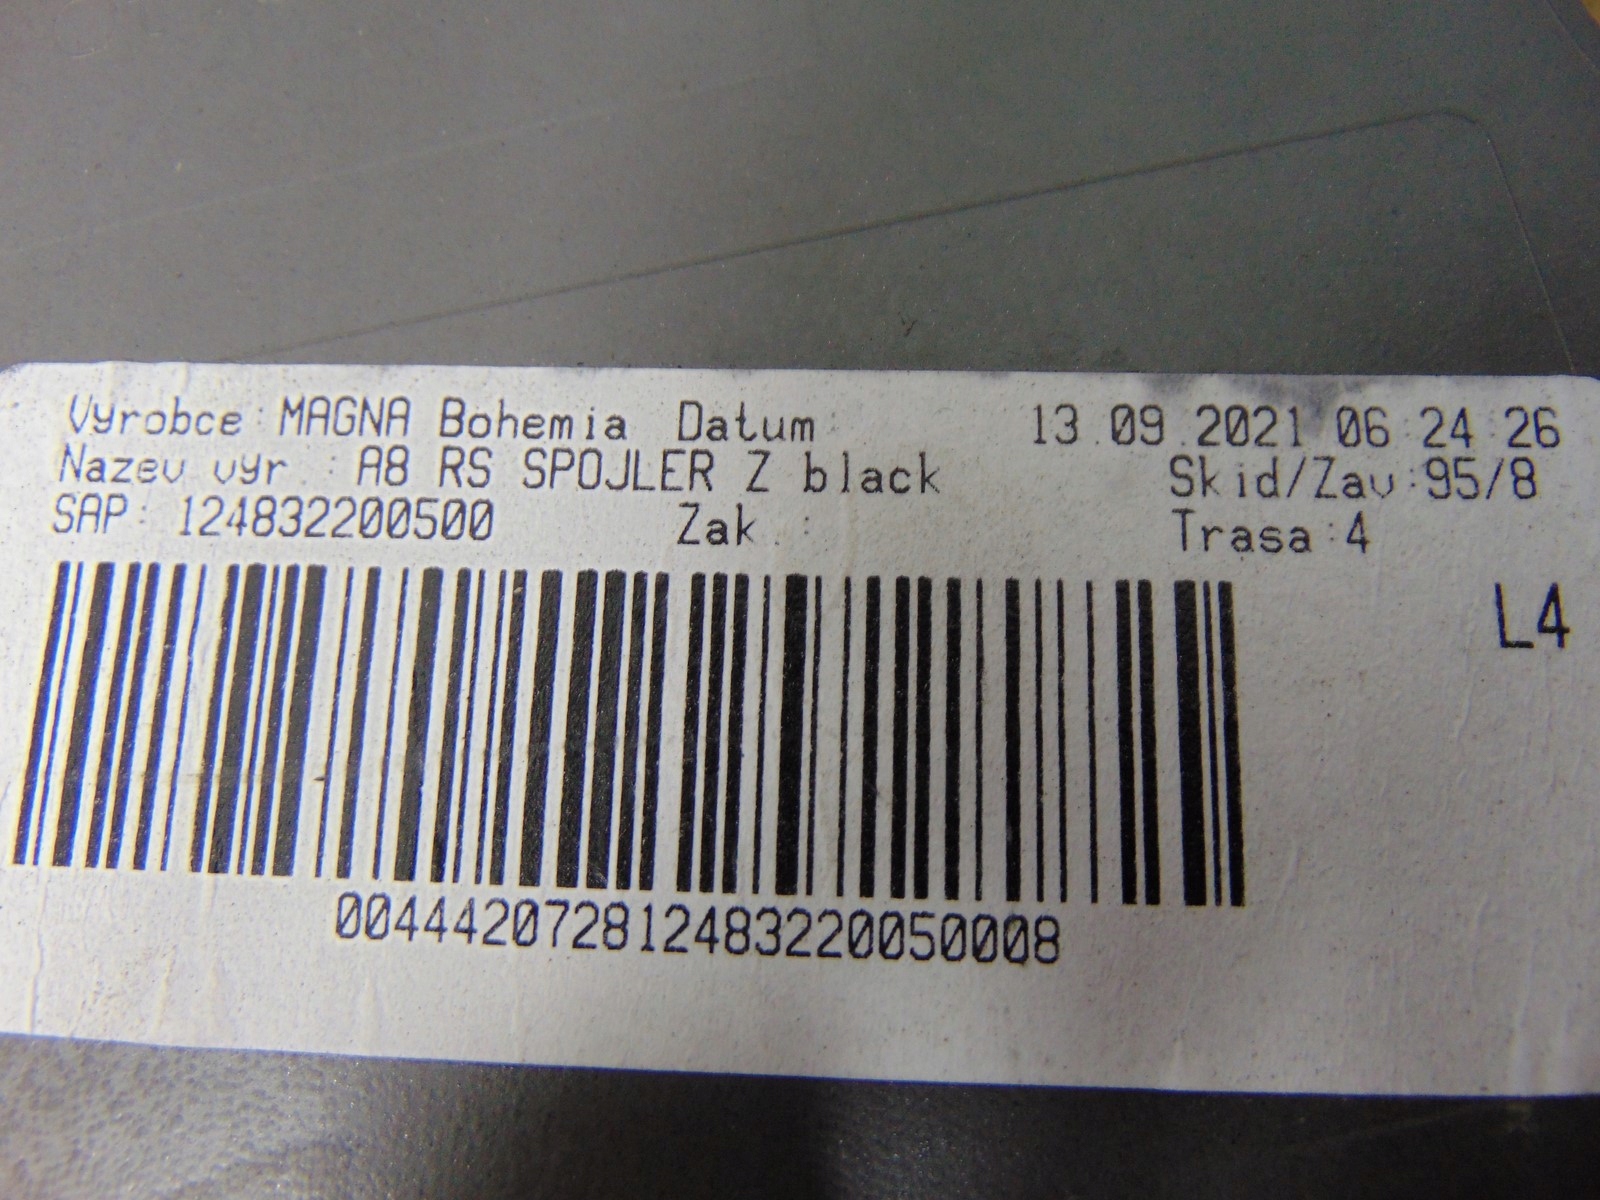 Vyrobce: MAGNA Bohemia Datum: 13.09.2021 06:24:26
Nazev vyr.: A8 RS SPOJLER Z black Skid/Zav:95/8
SAP: 124832200500 Zak.: Trasa:4
L4
004442072812483220050008